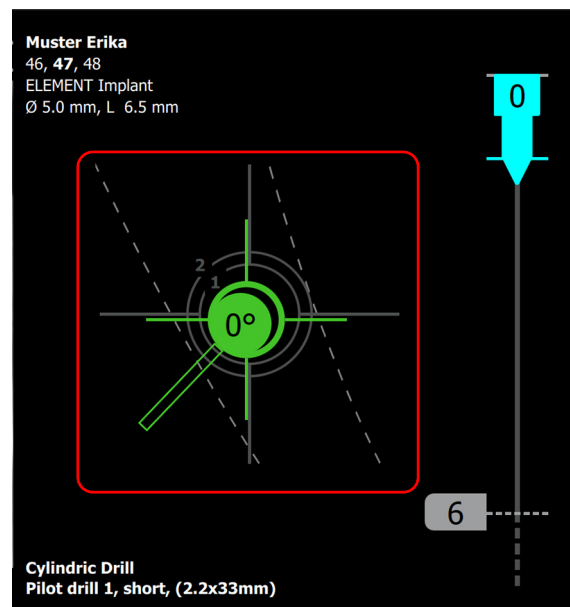 Muster Erika
46, 47, 48
ELEMENT Implant
Ø 5.0 mm, L 6.5 mm
0
2
1
0°
6
Cylindric Drill
Pilot drill 1, short, (2.2x33mm)